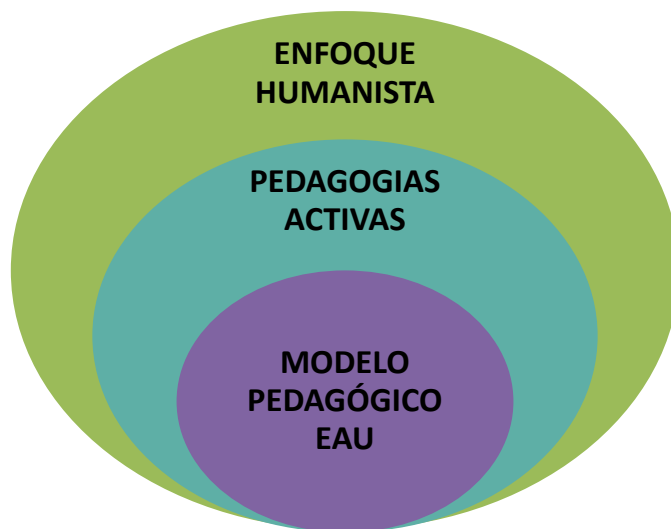 ENFOQUE
HUMANISTA
PEDAGOGIAS
ACTIVAS
MODELO
PEDAGÓGICO
EAU